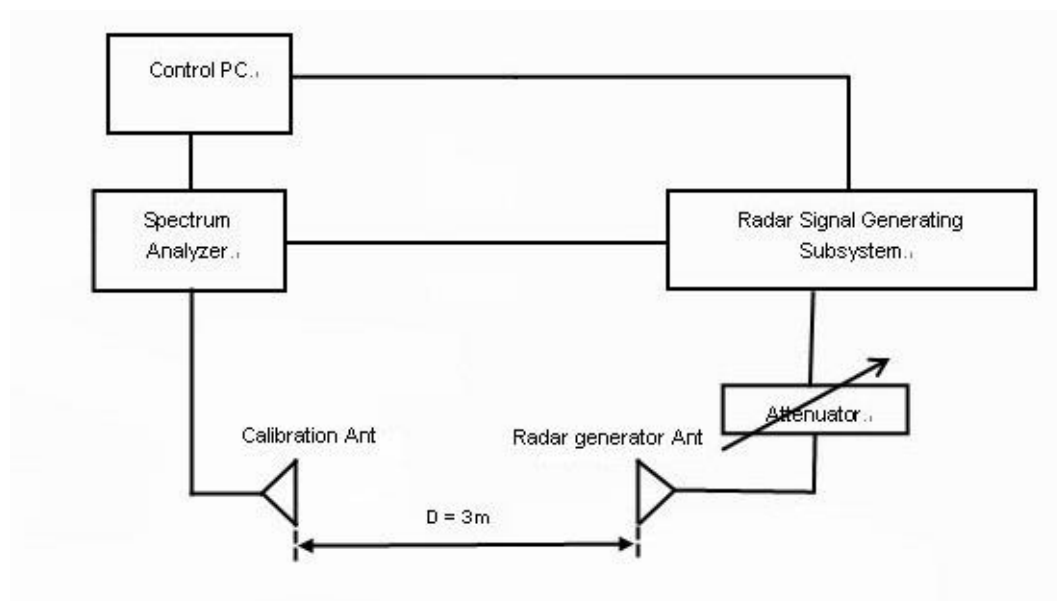 Control PC
Spectrum
Analyzer
Radar Signal Generating
Subsystem
Attenuator
Calibration Ant
Radar generator Ant
D = 3m